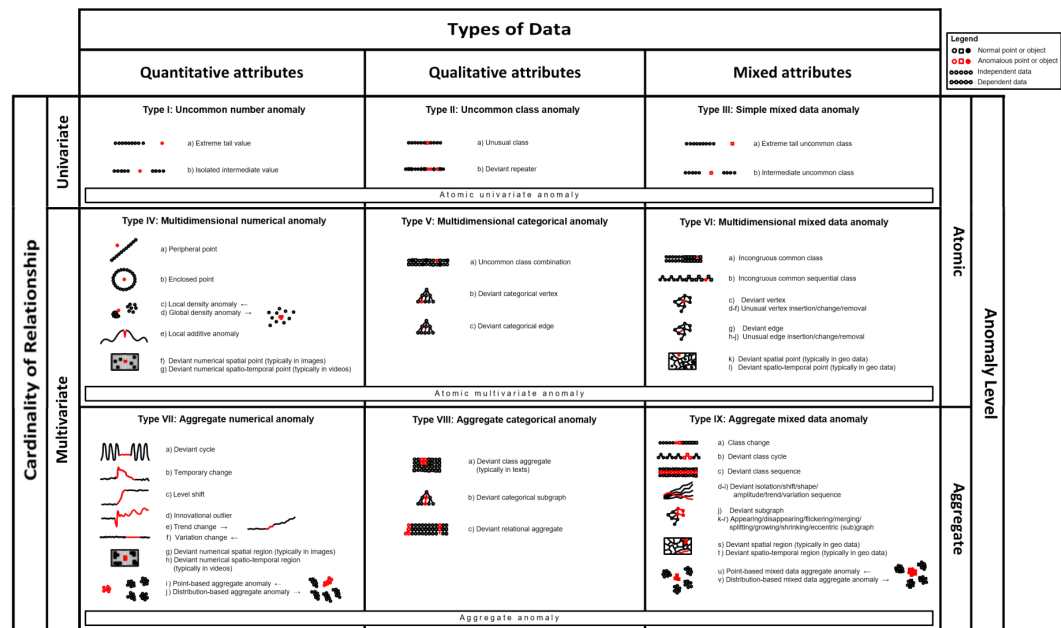 Types of Data
Legend
Normal point or object
Anomalous point or object
Independent data
Dependent data
Quantitative attributes
Qualitative attributes
Mixed attributes
Cardinality of Relationship
Univariate
Multivariate
Anomaly Level
Atomic
Aggregate
Type I: Uncommon number anomaly
a) Extreme tail value
b) Isolated intermediate value
Type II: Uncommon class anomaly
a) Unusual class
b) Deviant repeater
Type III: Simple mixed data anomaly
a) Extreme tail uncommon class
b) Intermediate uncommon class
Atomic univariate anomaly
Type IV: Multidimensional numerical anomaly
a) Peripheral point
b) Enclosed point
c) Local density anomaly ←
d) Global density anomaly →
e) Local additive anomaly
f) Deviant numerical spatial point (typically in images)
g) Deviant numerical spatio-temporal point (typically in videos)
Type V: Multidimensional categorical anomaly
a) Uncommon class combination
b) Deviant categorical vertex
c) Deviant categorical edge
Type VI: Multidimensional mixed data anomaly
a) Incongruous common class
b) Incongruous common sequential class
c) Deviant vertex
d-f) Unusual vertex insertion/change/removal
g) Deviant edge
h-j) Unusual edge insertion/change/removal
k) Deviant spatial point (typically in geo data)
l) Deviant spatio-temporal point (typically in geo data)
Atomic multivariate anomaly
Type VII: Aggregate numerical anomaly
a) Deviant cycle
b) Temporary change
c) Level shift
d) Innovational outlier
e) Trend change →
f) Variation change ←
g) Deviant numerical spatial region (typically in images)
h) Deviant numerical spatio-temporal region
(typically in videos)
i) Point-based aggregate anomaly ←
j) Distribution-based aggregate anomaly →
Type VIII: Aggregate categorical anomaly
a) Deviant class aggregate
(typically in texts)
b) Deviant categorical subgraph
c) Deviant relational aggregate
Type IX: Aggregate mixed data anomaly
a) Class change
b) Deviant class cycle
c) Deviant class sequence
d-i) Deviant isolation/shift/shape/
amplitude/trend/variation sequence
j) Deviant subgraph
k-r) Appearing/disappearing/flickering/merging/
splitting/growing/shrinking/eccentric (sub)graph
s) Deviant spatial region (typically in geo data)
t) Deviant spatio-temporal region (typically in geo data)
u) Point-based mixed data aggregate anomaly ←
v) Distribution-based mixed data aggregate anomaly →
Aggregate anomaly